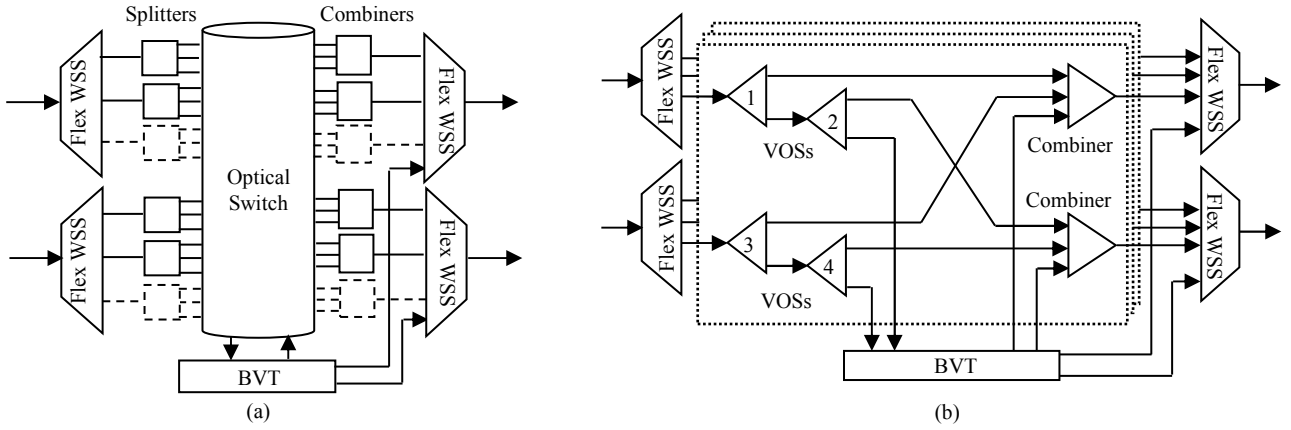 Splitters
Combiners
Flex WSS
Flex WSS
Optical
Switch
Flex WSS
Flex WSS
BVT
(a)
Flex WSS
1
2
VOSs
Combiner
Flex WSS
Flex WSS
3
4
VOSs
Combiner
Flex WSS
BVT
(b)